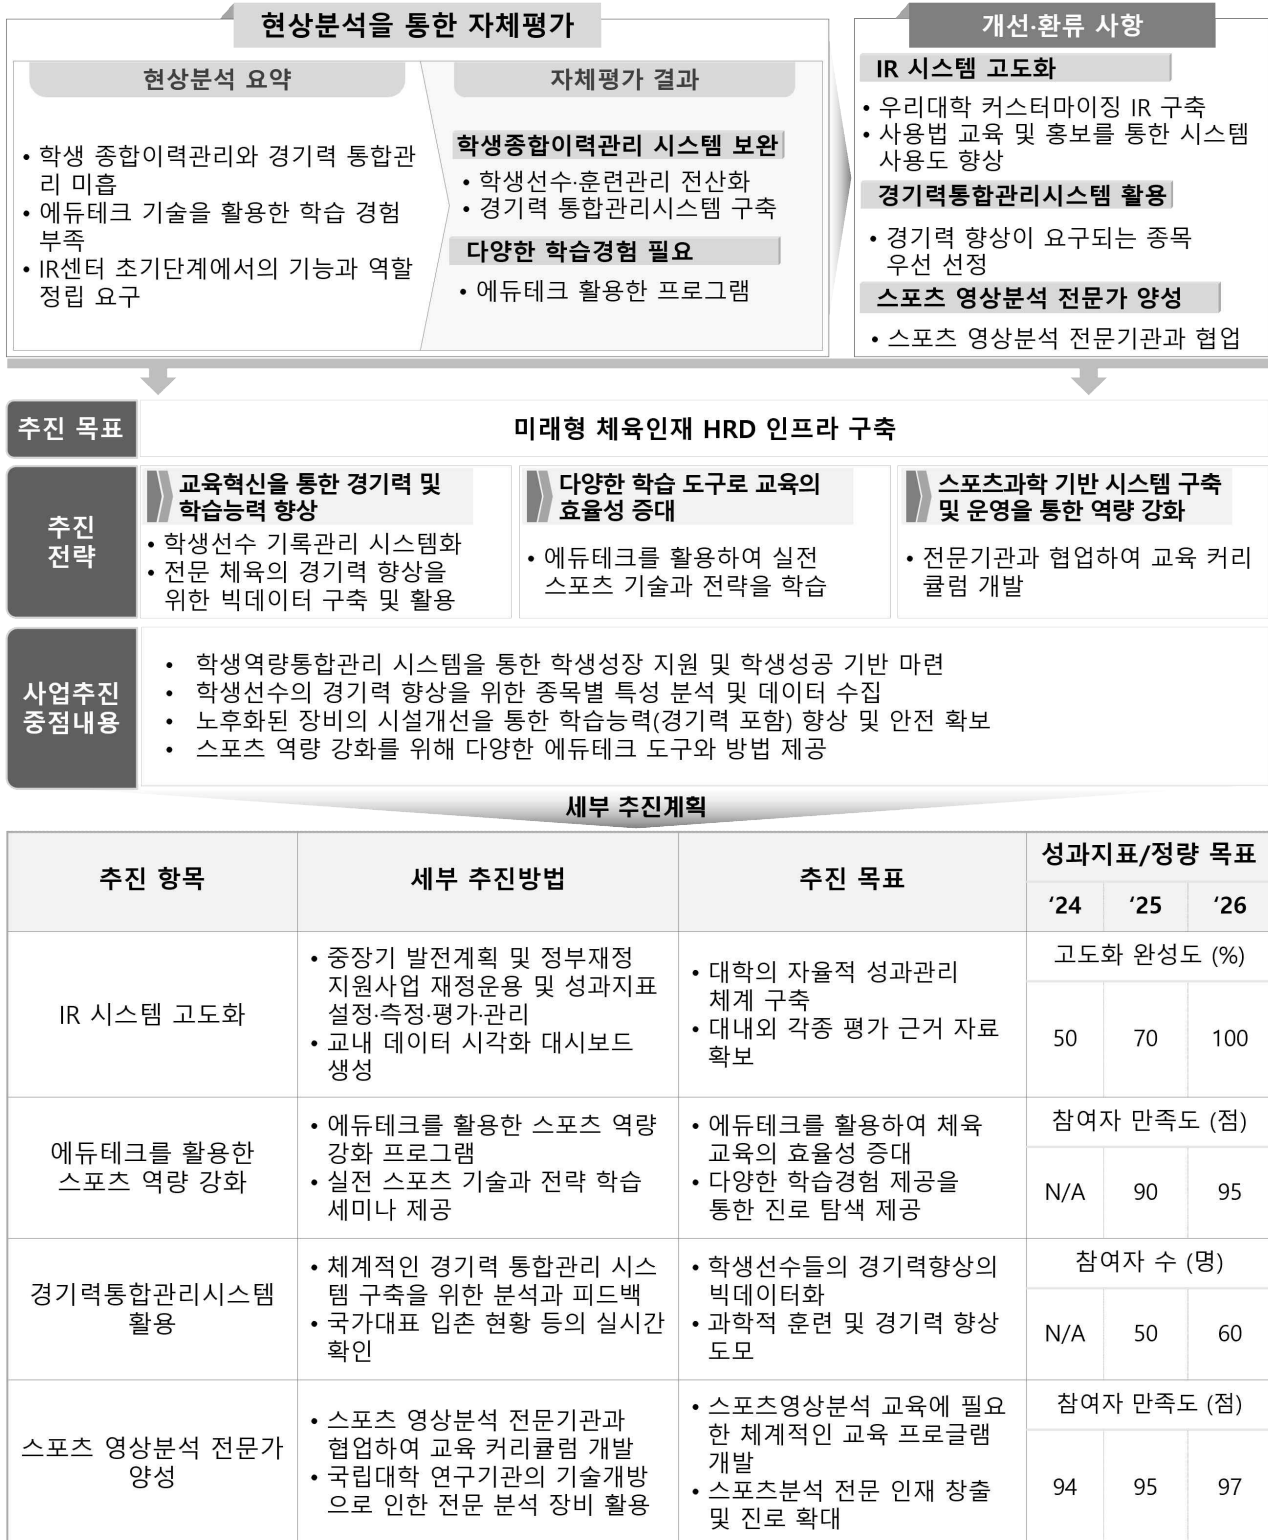 현상분석을 통한 자체평가
현상분석 요약
• 학생 종합이력관리와 경기력 통합관
리 미흡
• 에듀테크 기술을 활용한 학습 경험
부족
• IR센터 초기단계에서의 기능과 역할
정립 요구
자체평가 결과
학생종합이력관리 시스템 보완
• 학생선수·훈련관리 전산화
• 경기력 통합관리시스템 구축
다양한 학습경험 필요
• 에듀테크 활용한 프로그램
개선·환류 사항
IR 시스템 고도화
• 우리대학 커스터마이징 IR 구축
• 사용법 교육 및 홍보를 통한 시스템
사용도 향상
경기력통합관리시스템 활용
• 경기력 향상이 요구되는 종목
우선 선정
스포츠 영상분석 전문가 양성
• 스포츠 영상분석 전문기관과 협업
추진 목표
미래형 체육인재 HRD 인프라 구축
추진
전략
교육혁신을 통한 경기력 및
학습능력 향상
• 학생선수 기록관리 시스템화
• 전문 체육의 경기력 향상을
위한 빅데이터 구축 및 활용
다양한 학습 도구로 교육의
효율성 증대
• 에듀테크를 활용하여 실전
스포츠 기술과 전략을 학습
스포츠과학 기반 시스템 구축
및 운영을 통한 역량 강화
• 전문기관과 협업하여 교육 커리
큘럼 개발
사업추진
중점내용
• 학생역량통합관리 시스템을 통한 학생성장 지원 및 학생성공 기반 마련
• 학생선수의 경기력 향상을 위한 종목별 특성 분석 및 데이터 수집
• 노후화된 장비의 시설개선을 통한 학습능력(경기력 포함) 향상 및 안전 확보
• 스포츠 역량 강화를 위해 다양한 에듀테크 도구와 방법 제공
세부 추진계획
추진 항목
세부 추진방법
추진 목표
성과지표/정량 목표
‘24 ‘25 ‘26
IR 시스템 고도화
• 중장기 발전계획 및 정부재정
지원사업 재정운용 및 성과지표
설정·측정·평가·관리
• 교내 데이터 시각화 대시보드
생성
• 대학의 자율적 성과관리
체계 구축
• 대내외 각종 평가 근거 자료
확보
고도화 완성도 (%)
50 70 100
에듀테크를 활용한
스포츠 역량 강화
• 에듀테크를 활용한 스포츠 역량
강화 프로그램
• 실전 스포츠 기술과 전략 학습
세미나 제공
• 에듀테크를 활용하여 체육
교육의 효율성 증대
• 다양한 학습경험 제공을
통한 진로 탐색 제공
참여자 만족도 (점)
N/A 90 95
경기력통합관리시스템
활용
• 체계적인 경기력 통합관리 시스
템 구축을 위한 분석과 피드백
• 국가대표 입촌 현황 등의 실시간
확인
• 학생선수들의 경기력향상의
빅데이터화
• 과학적 훈련 및 경기력 향상
도모
참여자 수 (명)
N/A 50 60
스포츠 영상분석 전문가
양성
• 스포츠 영상분석 전문기관과
협업하여 교육 커리큘럼 개발
• 국립대학 연구기관의 기술개방
으로 인한 전문 분석 장비 활용
• 스포츠영상분석 교육에 필요
한 체계적인 교육 프로글램
개발
• 스포츠분석 전문 인재 창출
및 진로 확대
참여자 만족도 (점)
94 95 97